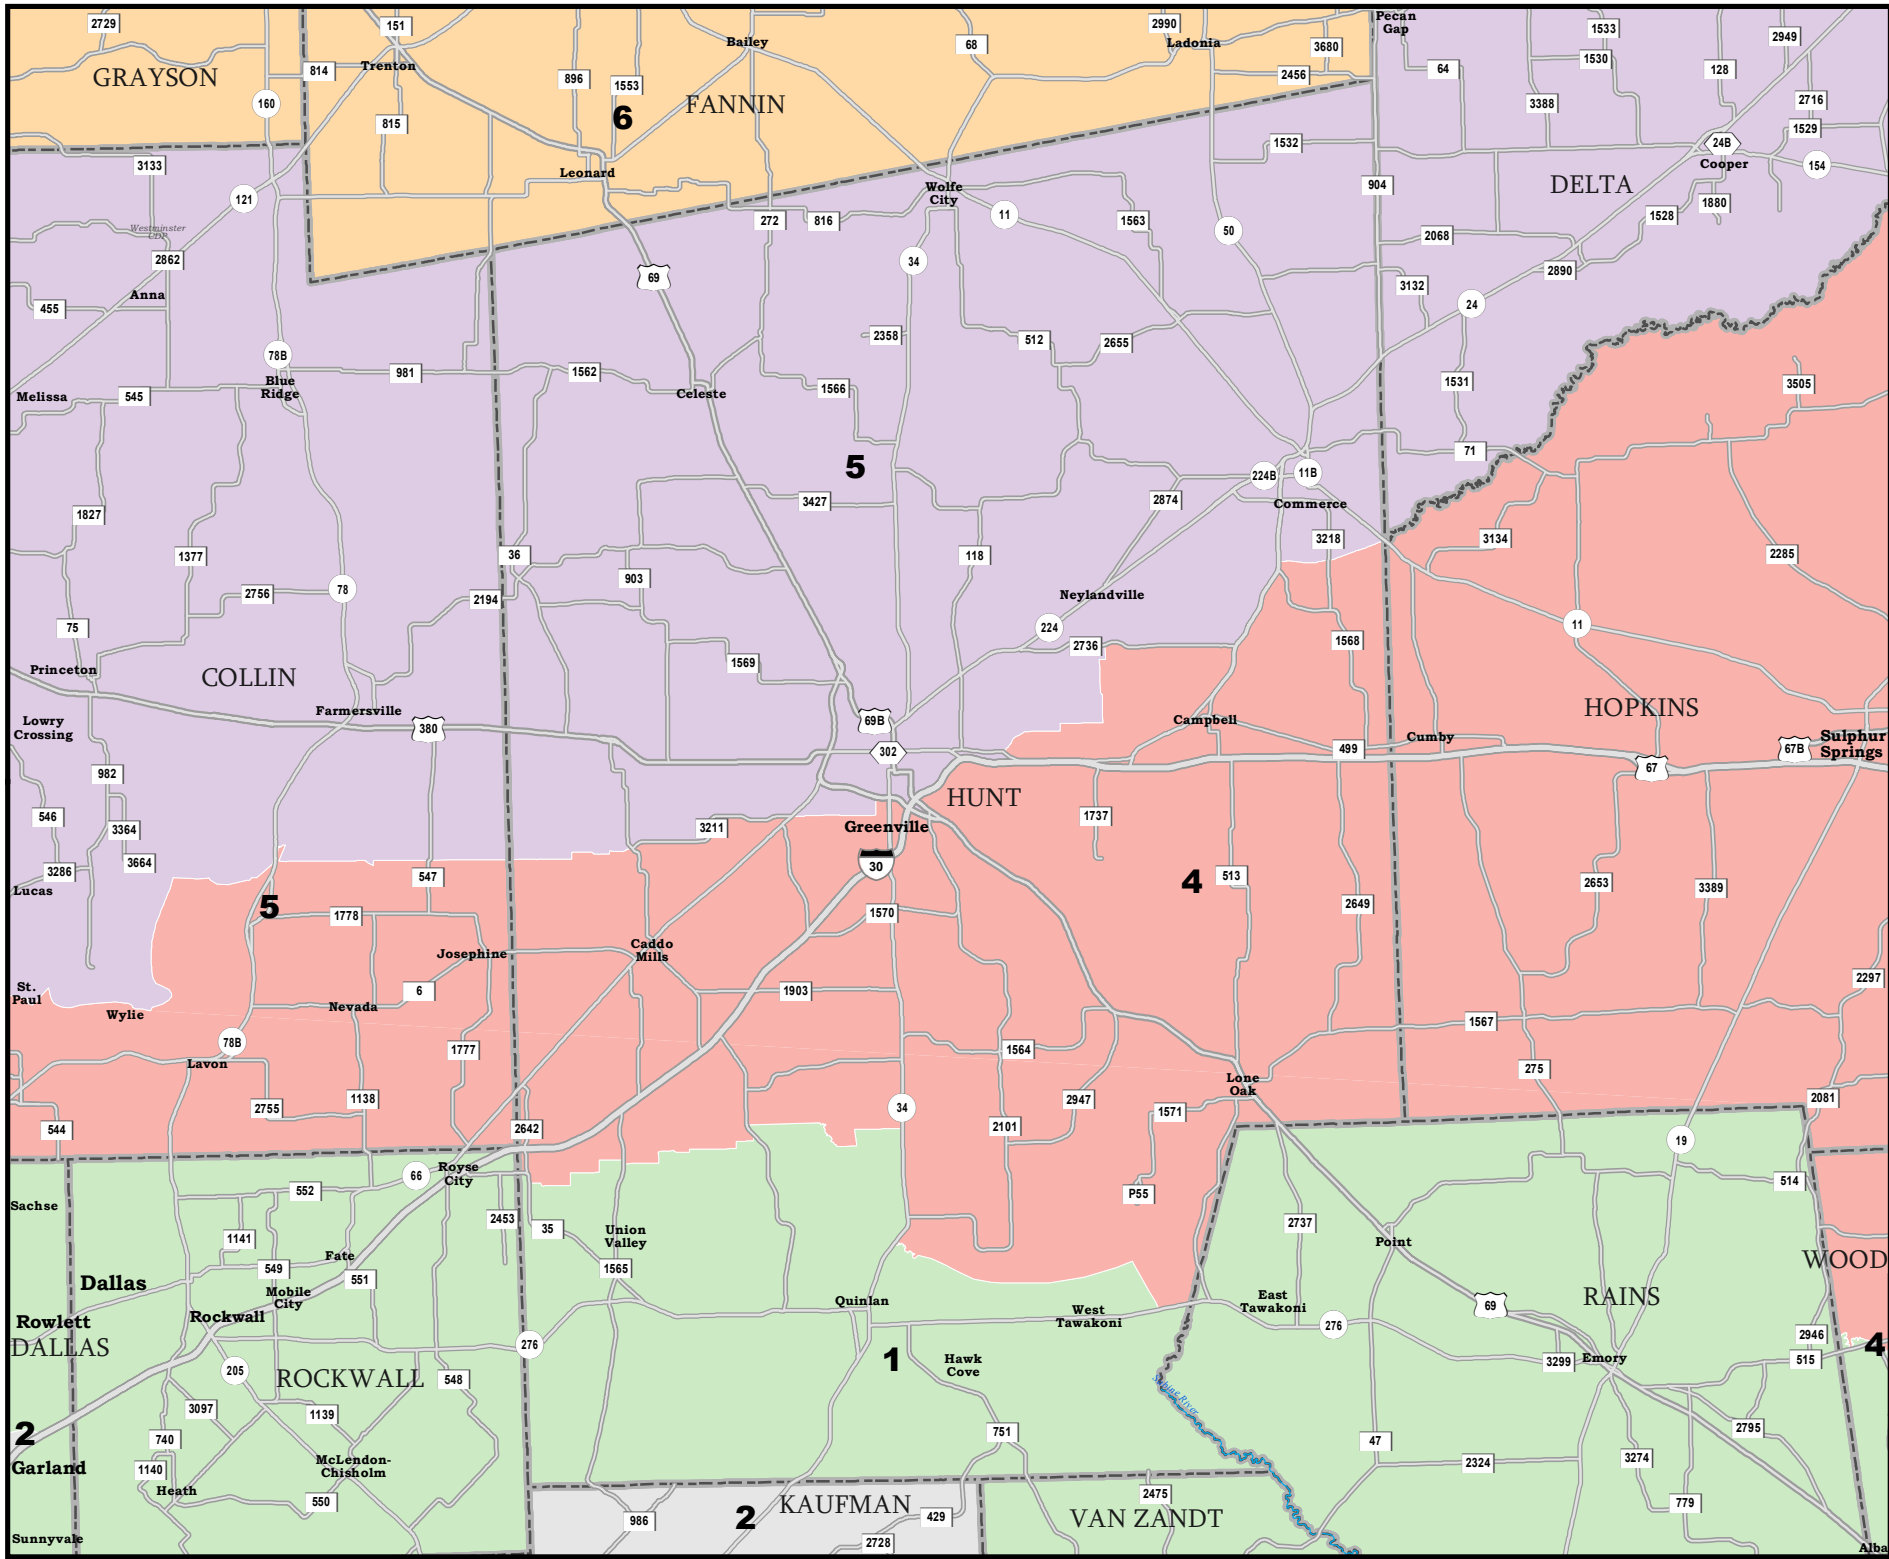 2729
151
2990
Pecan
Gap
1533
2949
Bailey
68
Ladonia
3680
1530
GRAYSON
814
Trenton
896
1553
2456
64
128
160
6
FANNIN
3388
2716
815
1529
3133
1532
24B
Cooper
154
Leonard
121
Wolfe
City
904
DELTA
1880
272
816
11
1563
1528
Westminster
CDP
50
2068
2862
34
69
2890
3132
Anna
455
24
2358
512
2655
78B
981
1562
Blue
Ridge
1531
3505
Melissa
545
Celeste
1566
71
5
224B
11B
Commerce
3427
2874
1827
3218
3134
1377
36
118
2285
903
2756
78
2194
Neylandville
75
224
11
2736
1568
Princeton
COLLIN
1569
Farmersville
380
69B
Campbell
HOPKINS
Lowry
Crossing
302
499
Cumby
67B
Sulphur
Springs
67
982
HUNT
546
3364
3211
Greenville
1737
3664
3286
30
547
4
513
2653
3389
Lucas
5
1778
1570
2649
Josephine
Caddo
Mills
St.
Paul
6
1903
2297
Wylie
Nevada
1567
78B
1777
1564
Lavon
275
Lone
Oak
2755
1138
34
2947
1571
2081
544
2642
2101
19
66
Royse
City
514
552
P55
Sachse
2453
35
Union
Valley
2737
1141
Point
Fate
549
551
1565
WOOD
Dallas
Mobile
City
Quinlan
East
Tawakoni
69
RAINS
Rowlett
Rockwall
West
Tawakoni
276
2946
DALLAS
276
4
205
1
Hawk
Cove
3299
Emory
515
ROCKWALL
548
Sabine River
3097
1139
2
740
751
47
2795
Garland
1140
McLendon-
Chisholm
2324
3274
Heath
550
KAUFMAN
2475
779
986
2
429
VAN ZANDT
Sunnyvale
2728
Alba